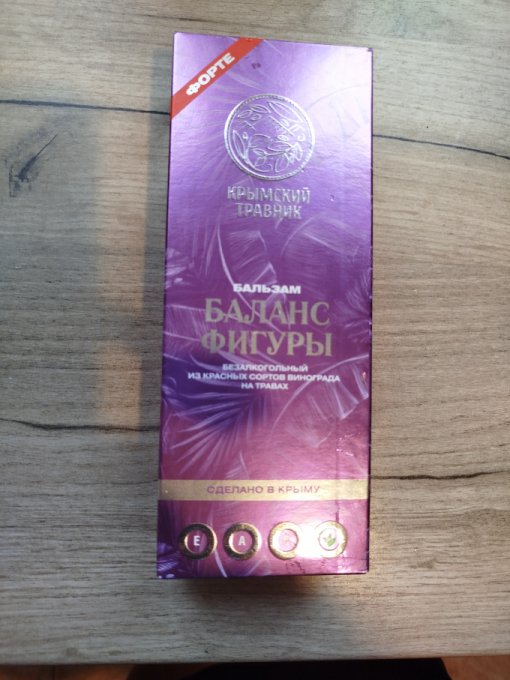 ФОРТЕ
КРЫМСКИЙ
ТРАВНИК
БАЛЬЗАМ
БАЛАНС
ФИГУРЫ
БЕЗАЛКОГОЛЬНЫЙ
ИЗ КРАСНЫХ СОРТОВ ВИНОГРАДА
НА ТРАВАХ
СДЕЛАНО В КРЫМУ
E A